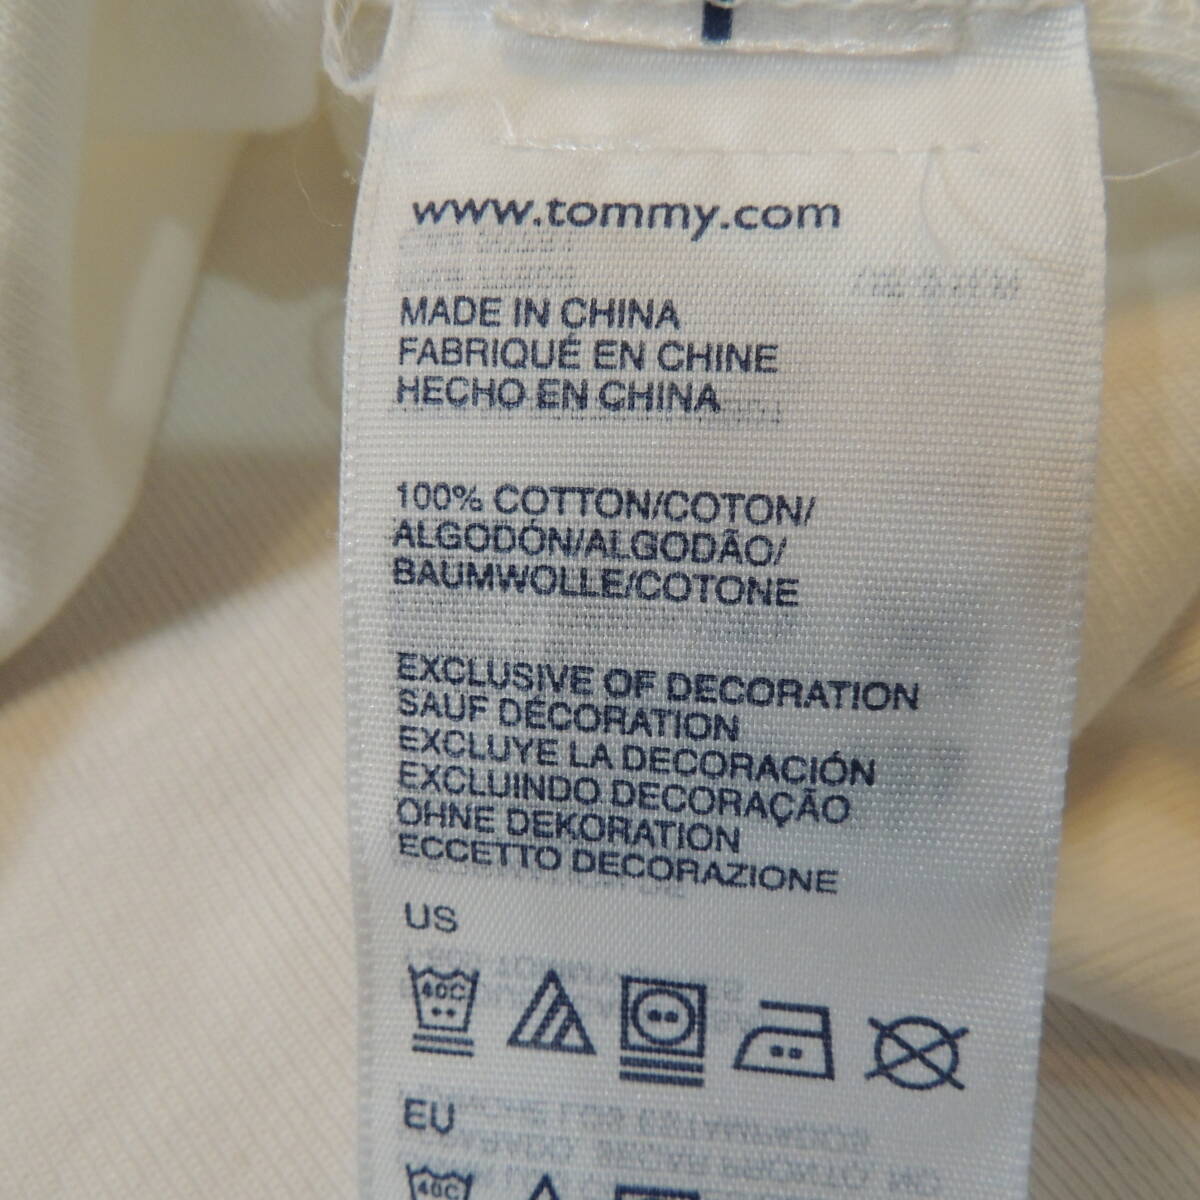 www.tommy.com
MADE IN CHINA
FABRIQUÉ EN CHINE
HECHO EN CHINA
100% COTTON/COTON/
ALGODÓN/ALGODÃO/
BAUMWOLLE/COTONE
EXCLUSIVE OF DECORATION
SAUF DÉCORATION
EXCLUYE LA DECORACIÓN
EXCLUINDO DECORAÇÃO
OHNE DEKORATION
ECCETTO DECORAZIONE
US
40C
EU
40C